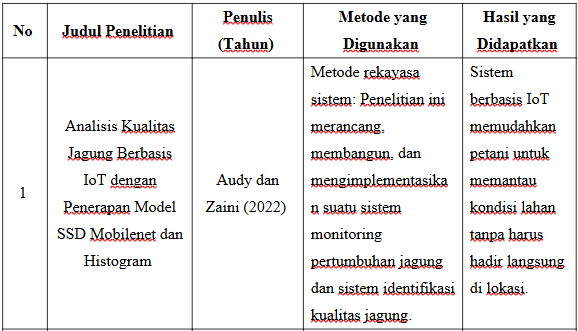 No
Judul Penelitian
Penulis
(Tahun)
Metode yang
Digunakan
Hasil yang
Didapatkan
1
Analisis Kualitas
Jagung Berbasis
IoT dengan
Penerapan Model
SSD Mobilenet dan
Histogram
Audy dan
Zaini (2022)
Metode rekayasa
sistem: Penelitian ini
merancang,
membangun, dan
mengimplementasika
n suatu sistem
monitoring
pertumbuhan jagung
dan sistem identifikasi
kualitas jagung.
Sistem
berbasis IoT
memudahkan
petani untuk
memantau
kondisi lahan
tanpa harus
hadir langsung
di lokasi.